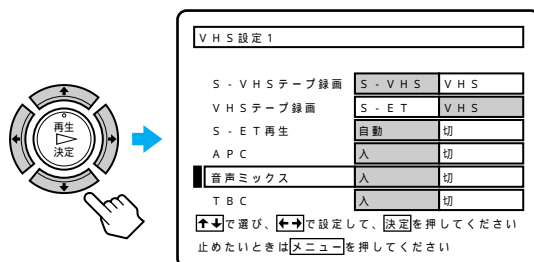 再生
決定
VHS設定1
S-VHSテープ録画 S-VHS VHS
VHSテープ録画 S-ET VHS
S-ET再生 自動 切
APC 入 切
音声ミックス 入 切
TBC 入 切
↑↓で選び、←→で設定して、決定を押してください
止めたいときはメニューを押してください